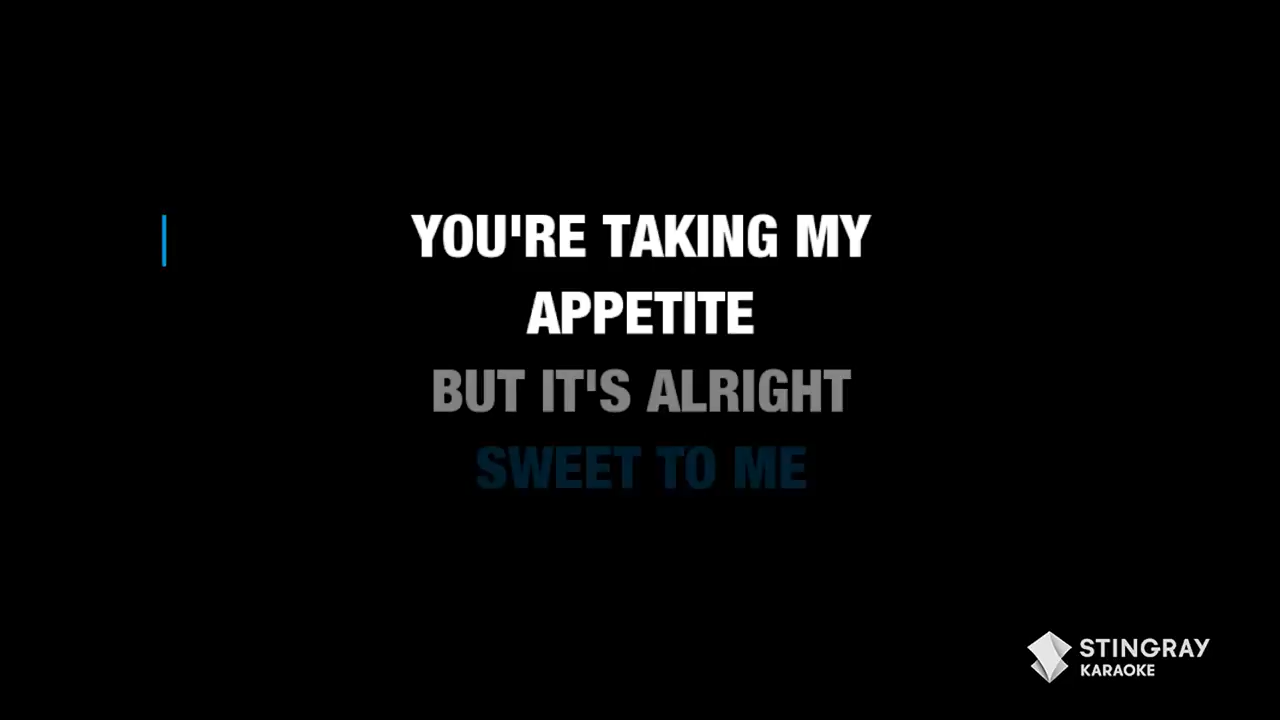 YOU'RE TAKING MY
APPETITE
BUT IT'S ALRIGHT
SWEET TO ME
STINGRAY
KARAOKE